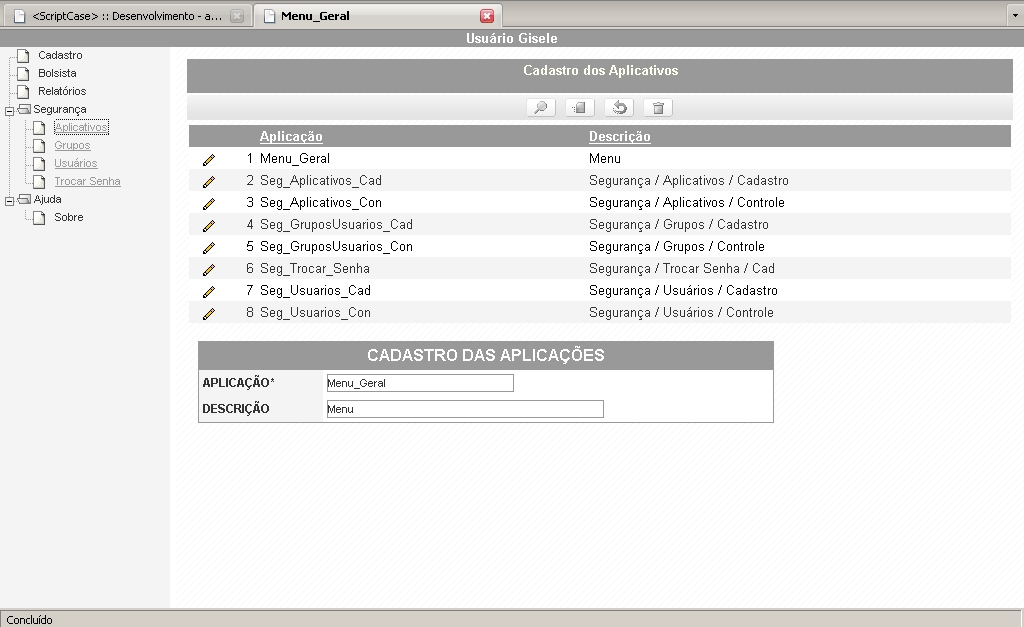 <ScriptCase> :: Desenvolvimento - a...
Menu_Geral
Usuário Gisele
Cadastro
Bolsista
Relatórios
Segurança
Aplicativos
Grupos
Usuários
Trocar Senha
Ajuda
Sobre
Cadastro dos Aplicativos
Aplicação Descrição
1 Menu_Geral Menu
2 Seg_Aplicativos_Cad Segurança / Aplicativos / Cadastro
3 Seg_Aplicativos_Con Segurança / Aplicativos / Controle
4 Seg_GruposUsuarios_Cad Segurança / Grupos / Cadastro
5 Seg_GruposUsuarios_Con Segurança / Grupos / Controle
6 Seg_Trocar_Senha Segurança / Trocar Senha / Cad
7 Seg_Usuarios_Cad Segurança / Usuários / Cadastro
8 Seg_Usuarios_Con Segurança / Usuários / Controle
CADASTRO DAS APLICAÇÕES
APLICAÇÃO* Menu_Geral
DESCRIÇÃO Menu
Concluído